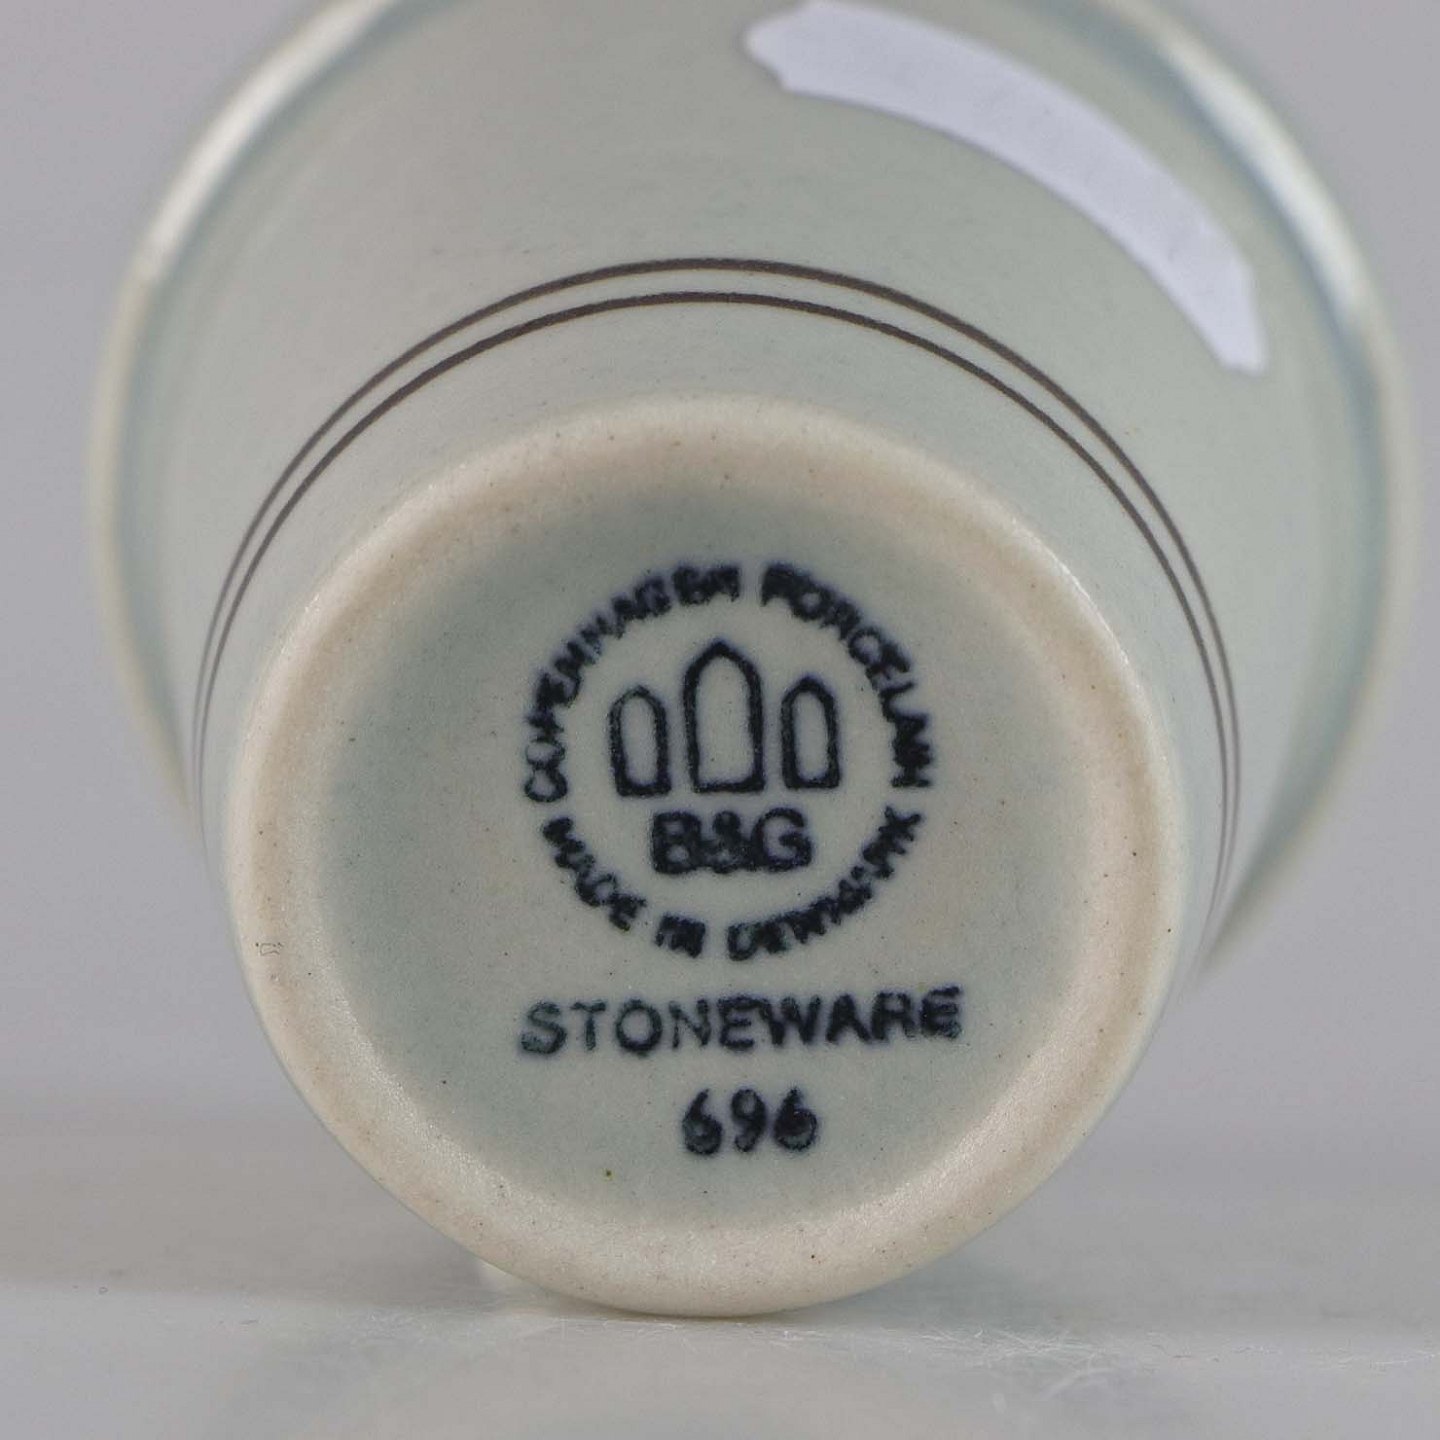 COPENHAGEN PORCELAIN
B&G
MADE IN DENMARK
STONEWARE
696